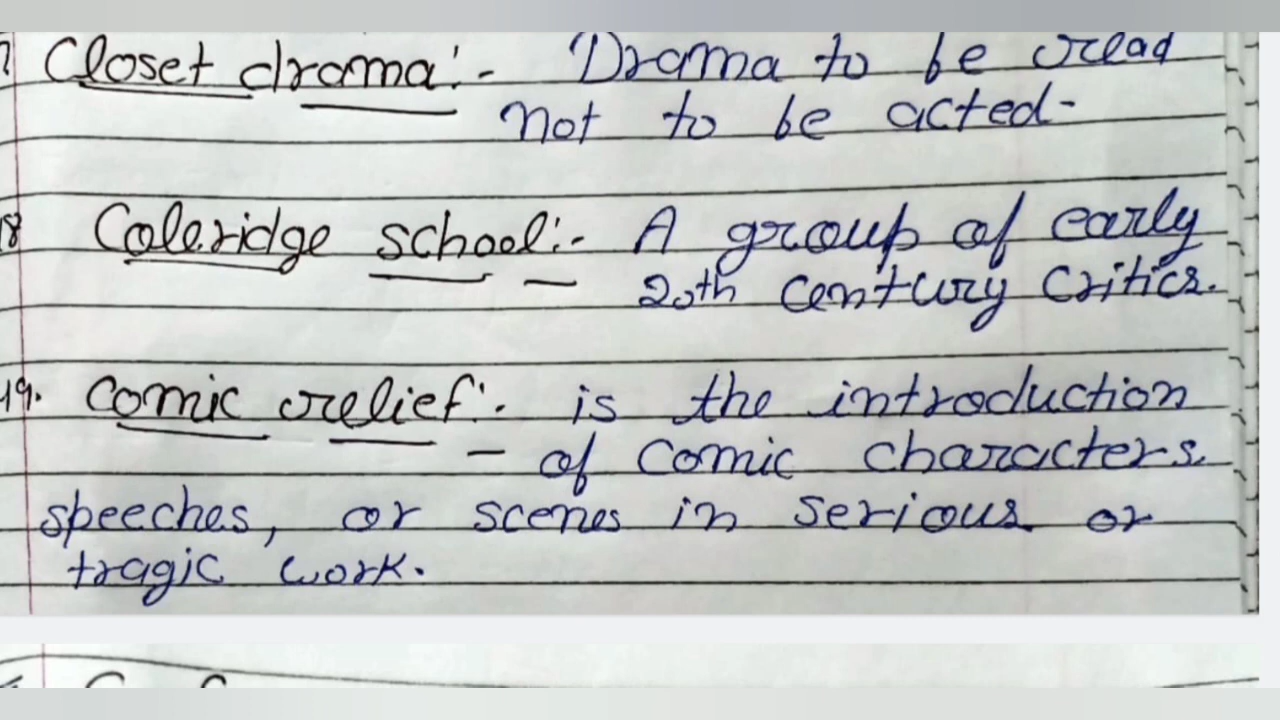 Closet drama:- Drama to be read
not to be acted-
18 Coleridge school:- A group of early
20th century critics.
19. Comic relief:- is the introduction
of comic characters,
speeches, or scenes in serious or
tragic work.